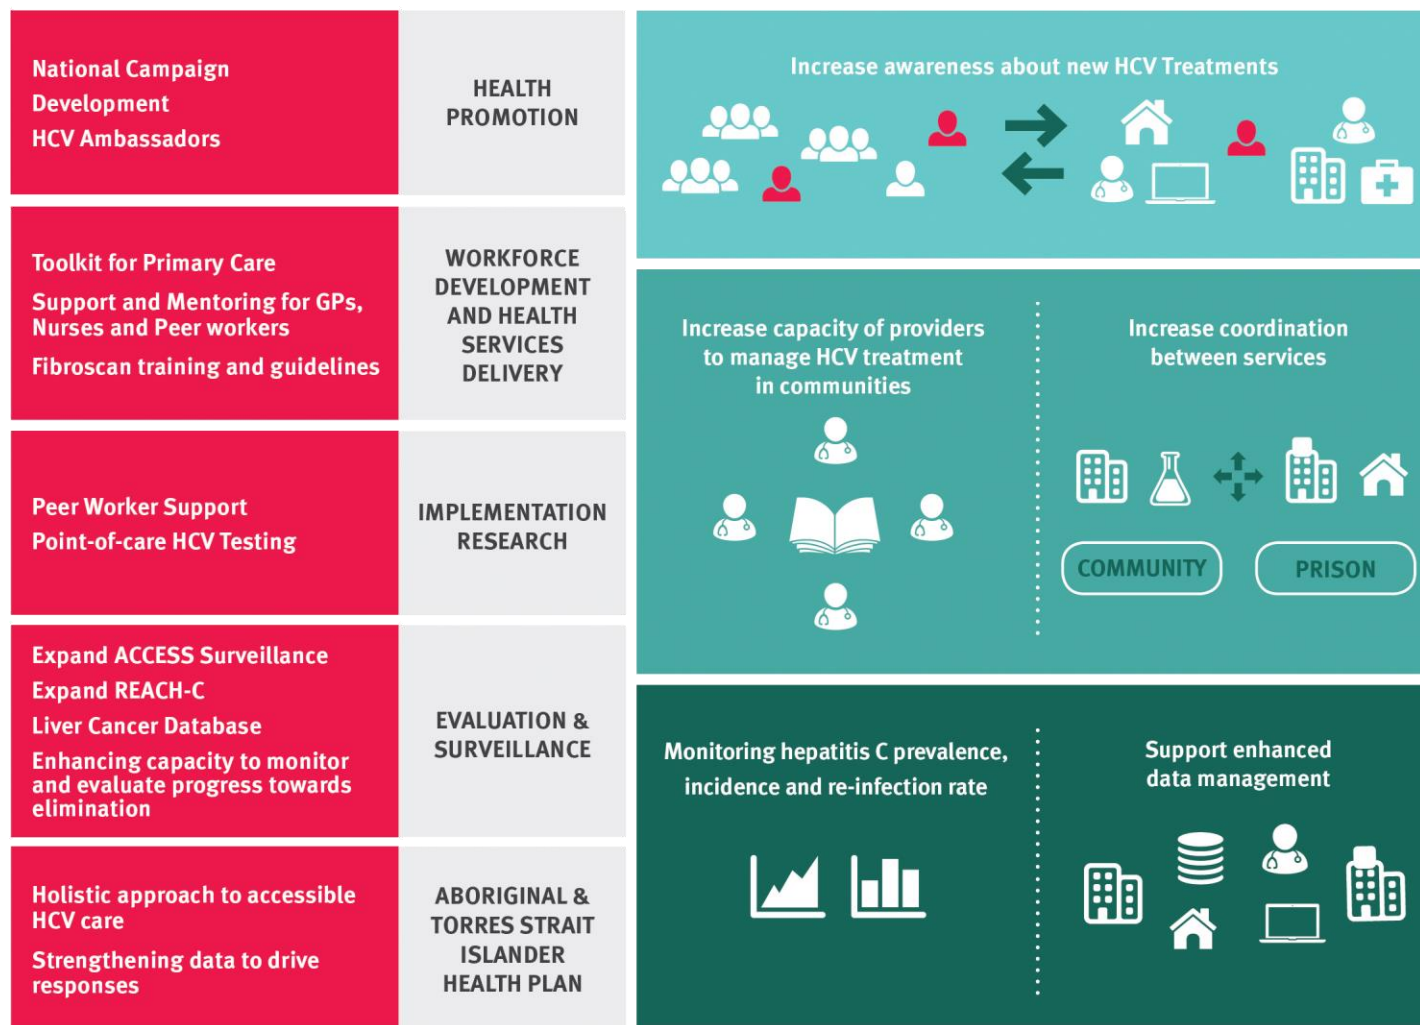 National Campaign
Development
HCV Ambassadors
HEALTH
PROMOTION
Toolkit for Primary Care
Support and Mentoring for GPs,
Nurses and Peer workers
Fibroscan training and guidelines
WORKFORCE
DEVELOPMENT
AND HEALTH
SERVICES
DELIVERY
Peer Worker Support
Point-of-care HCV Testing
IMPLEMENTATION
RESEARCH
Expand ACCESS Surveillance
Expand REACH-C
Liver Cancer Database
Enhancing capacity to monitor
and evaluate progress towards
elimination
EVALUATION &
SURVEILLANCE
Holistic approach to accessible
HCV care
Strengthening data to drive
responses
ABORIGINAL &
TORRES STRAIT
ISLANDER
HEALTH PLAN
Increase awareness about new HCV Treatments
Increase capacity of providers
to manage HCV treatment
in communities
Increase coordination
between services
COMMUNITY
PRISON
Monitoring hepatitis C prevalence,
incidence and re-infection rate
Support enhanced
data management